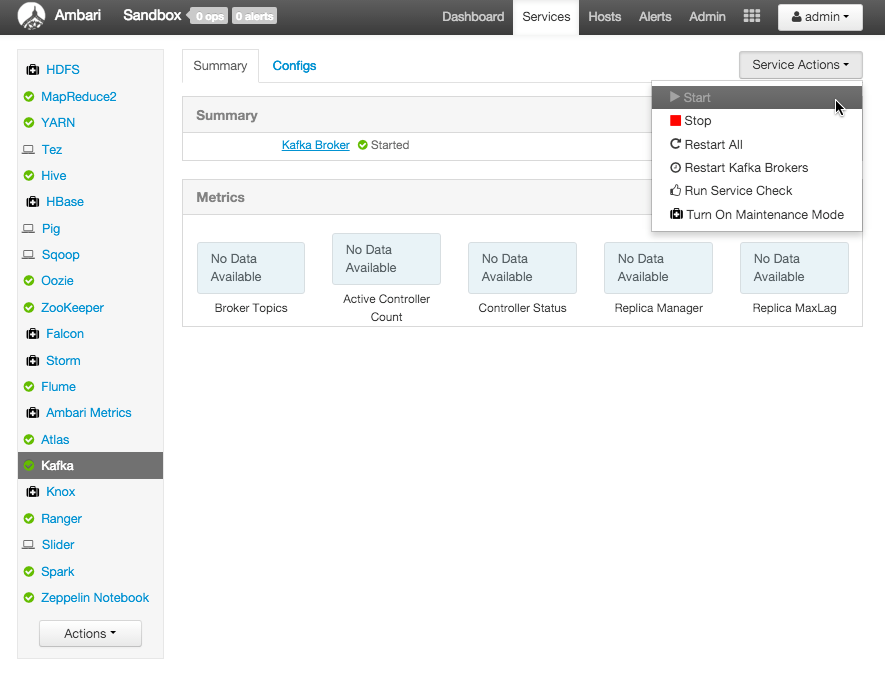 Ambari Sandbox 0 ops 0 alerts Dashboard Services Hosts Alerts Admin admin
HDFS
MapReduce2
YARN
Tez
Hive
HBase
Pig
Sqoop
Oozie
ZooKeeper
Falcon
Storm
Flume
Ambari Metrics
Atlas
Kafka
Knox
Ranger
Slider
Spark
Zeppelin Notebook
Actions
Summary Configs
Service Actions
Start
Stop
Restart All
Restart Kafka Brokers
Run Service Check
Turn On Maintenance Mode
Summary
Kafka Broker Started
Metrics
No Data
Available
Broker Topics
No Data
Available
Active Controller
Count
No Data
Available
Controller Status
No Data
Available
Replica Manager
No Data
Available
Replica MaxLag